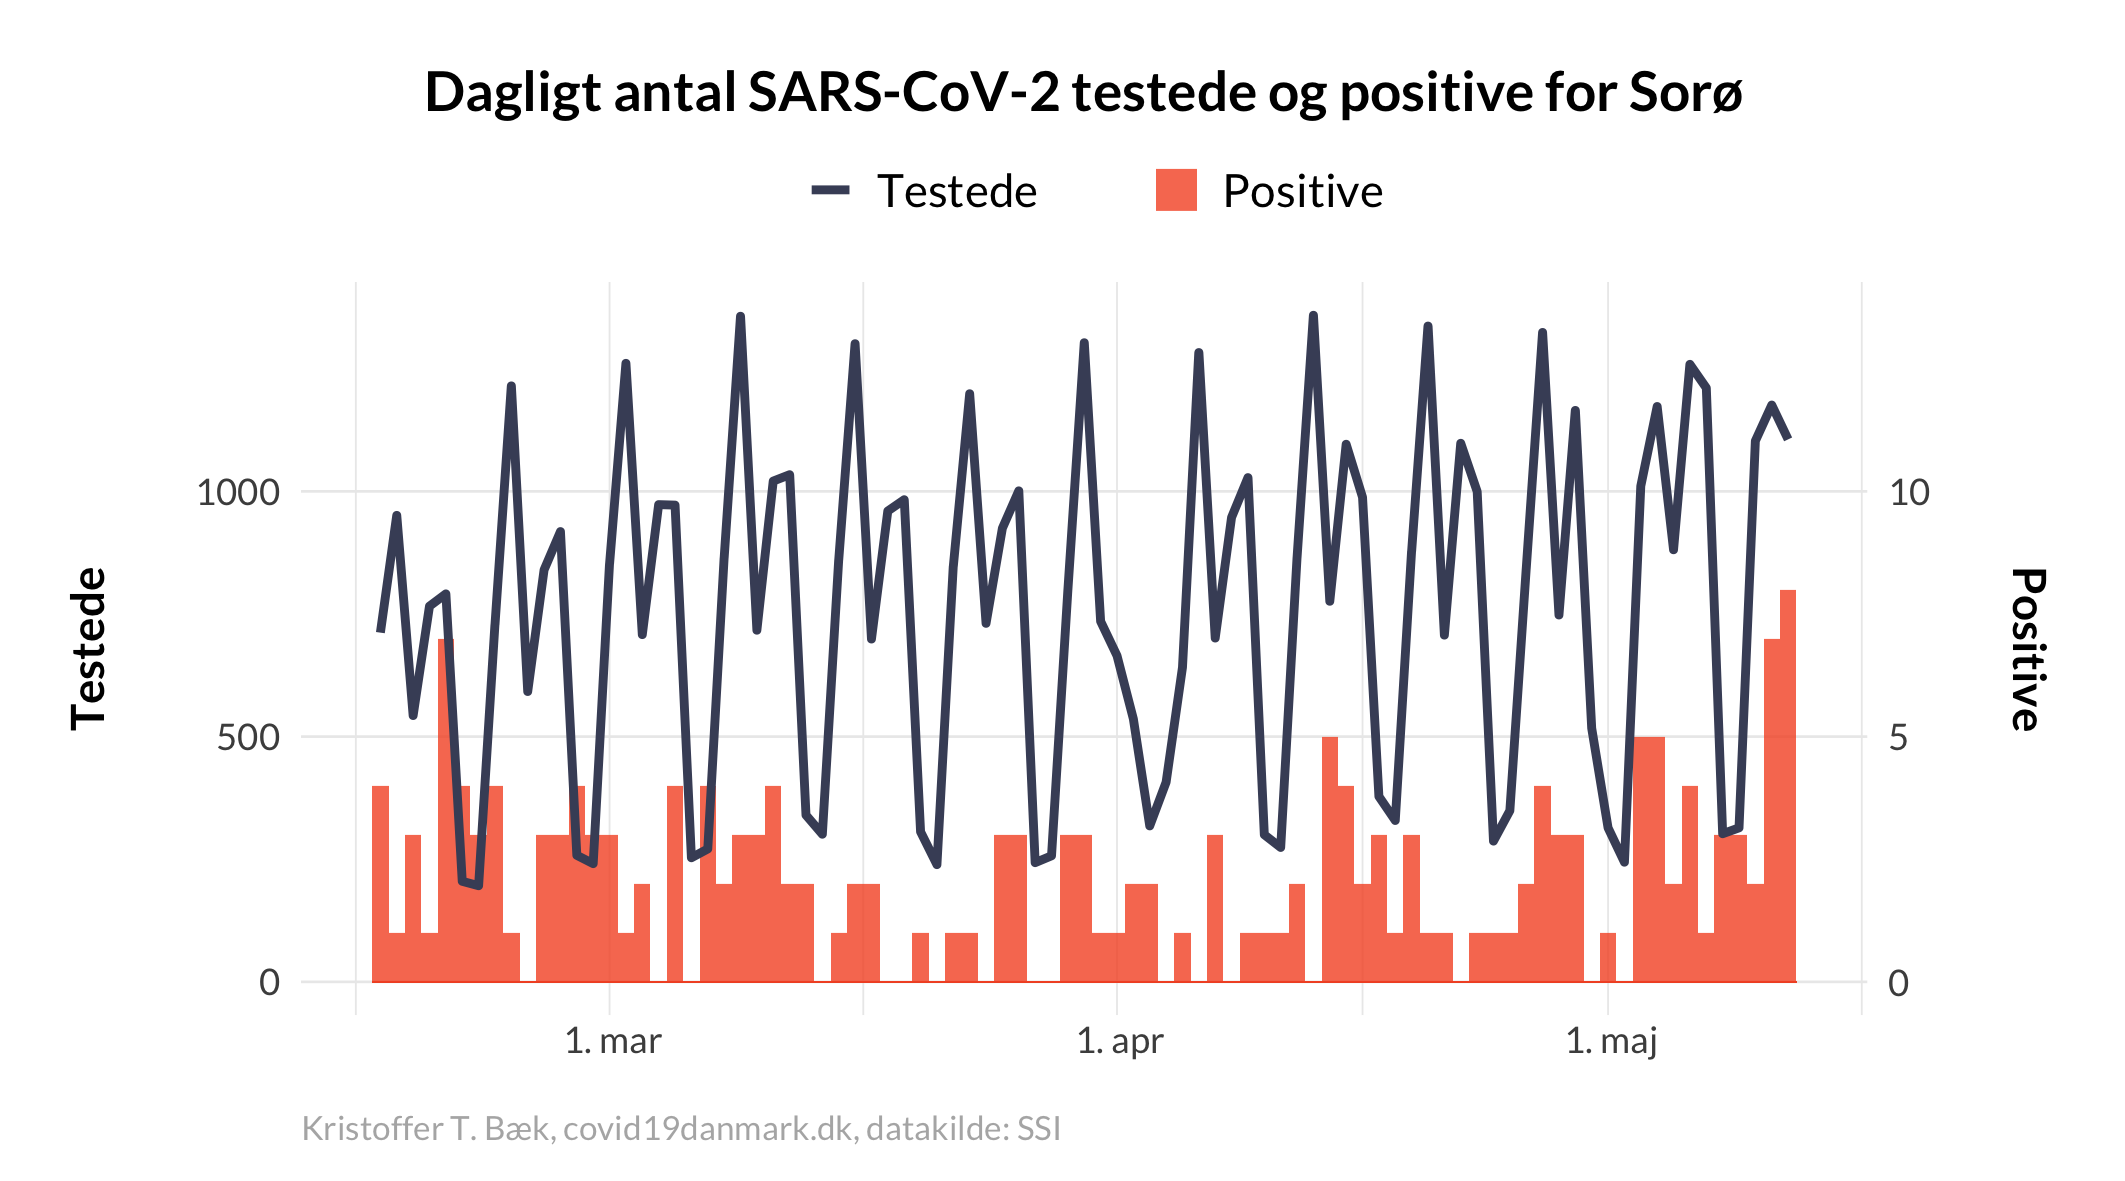 Dagligt antal SARS-CoV-2 testede og positive for Sorø
Testede
Positive
1000
500
0
10
5
0
Testede
Positive
1. mar
1. apr
1. maj
Kristoffer T. Bæk, covid19danmark.dk, datakilde: SSI